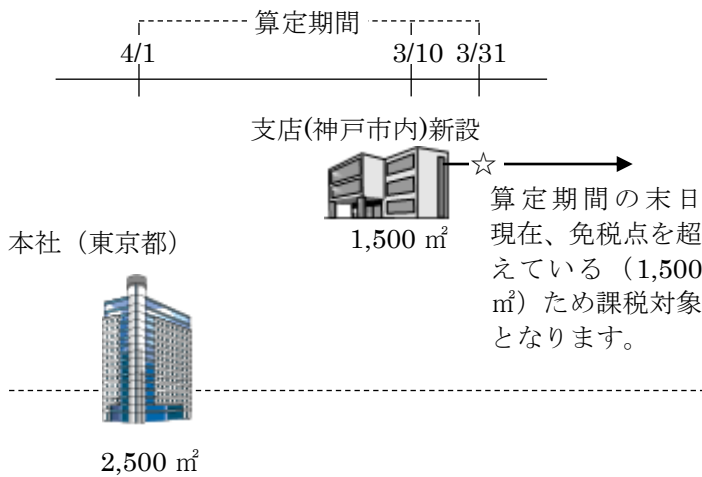 算定期間
4/1 3/10 3/31
支店(神戸市内)新設
☆
1,500 ㎡
算定期間の末日
現在、免税点を超
えている（1,500
㎡）ため課税対象
となります。
本社（東京都）
2,500 ㎡